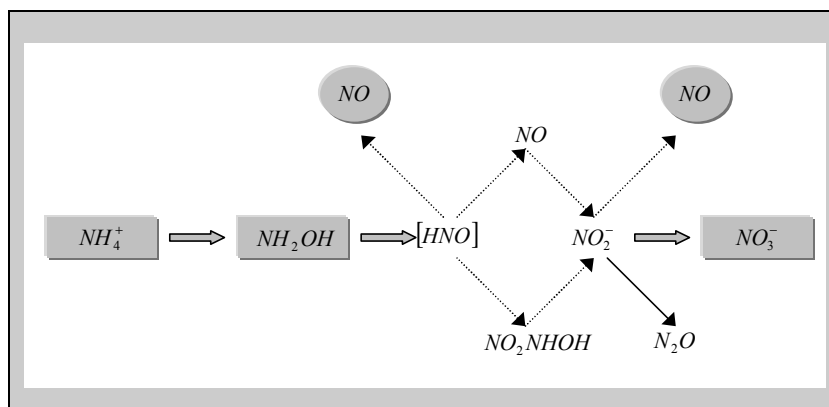 NO NO
NO
NH₄⁺ NH₂OH [HNO] NO₂⁻ NO₃⁻
NO₂NHOH N₂O